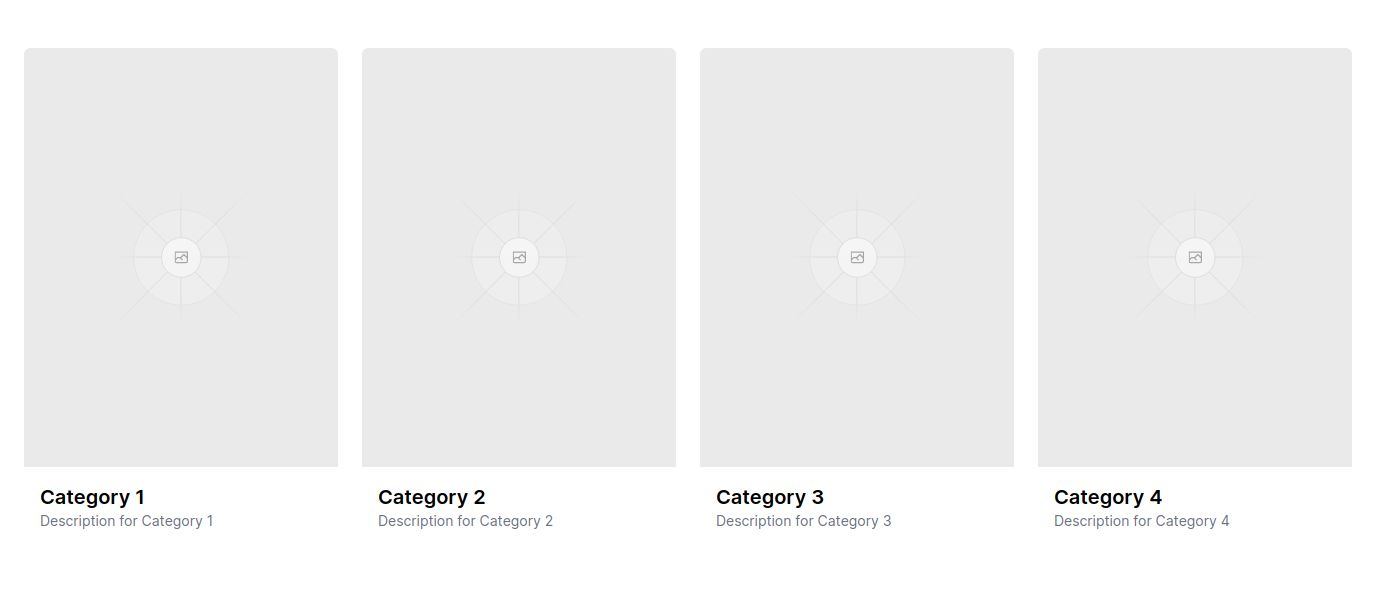 Category 1
Description for Category 1
Category 2
Description for Category 2
Category 3
Description for Category 3
Category 4
Description for Category 4